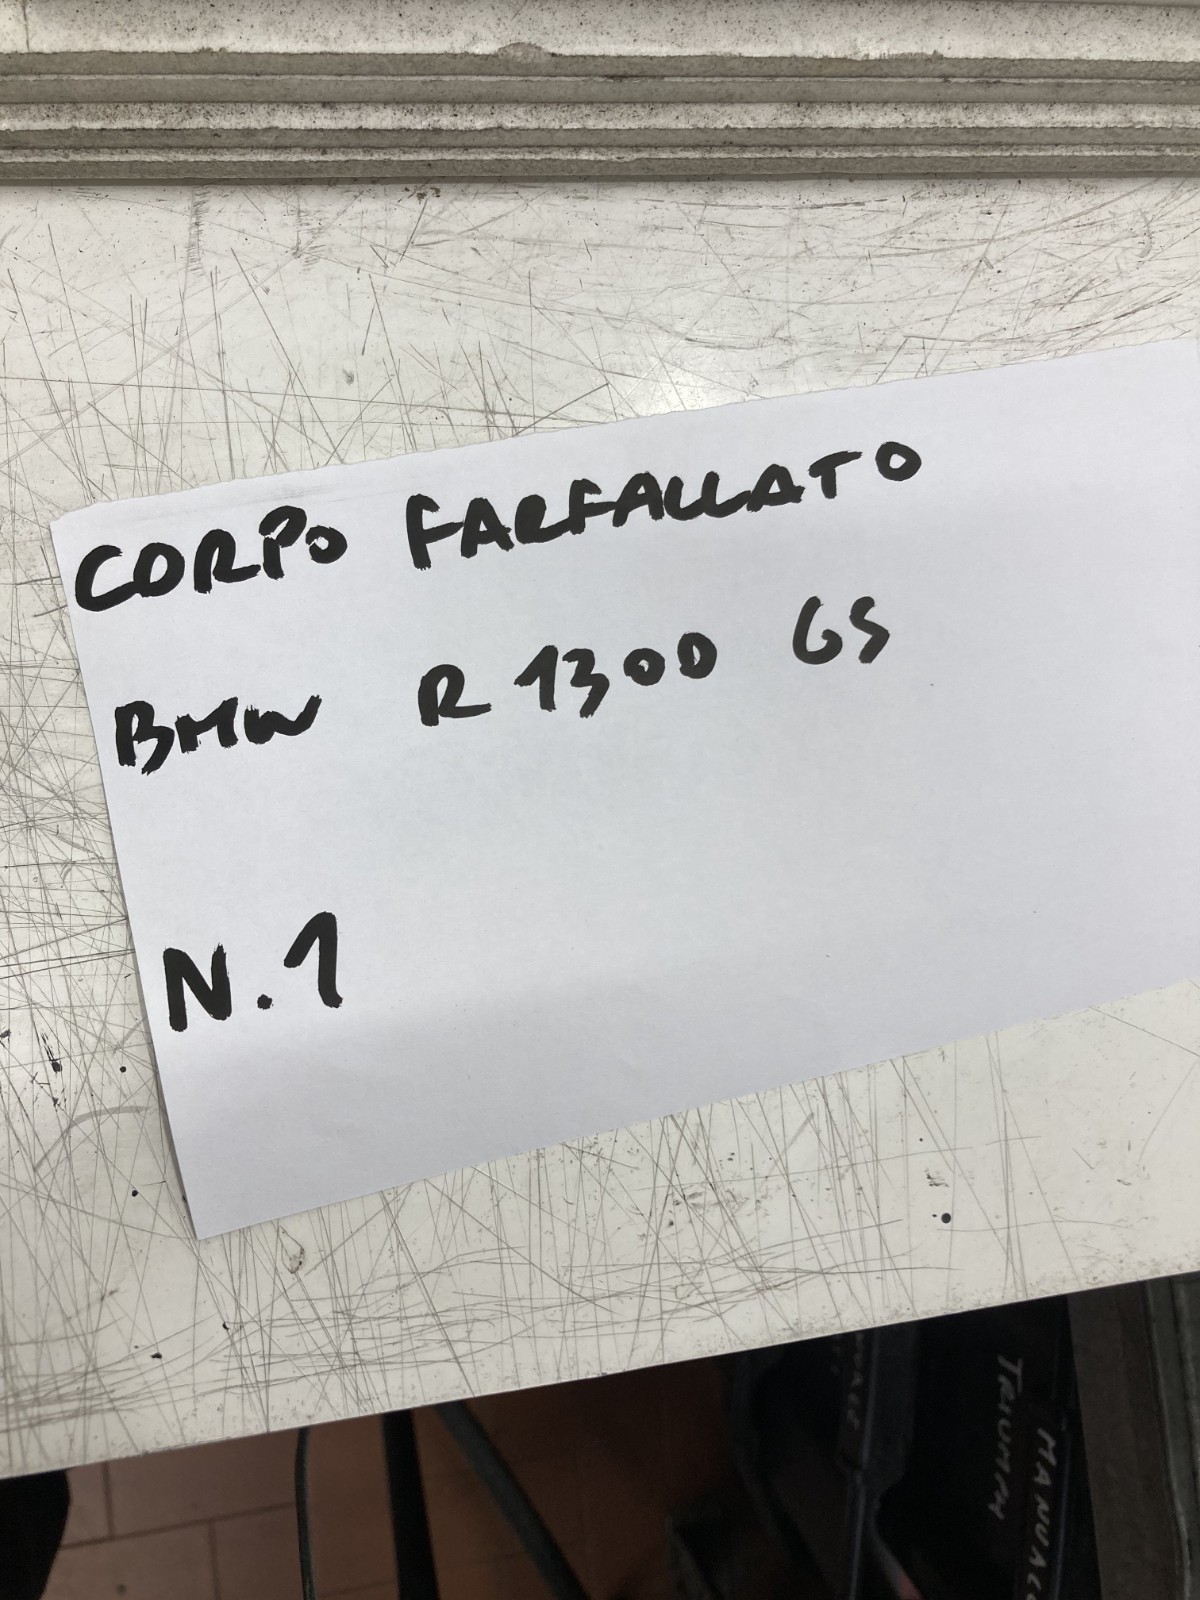 CORPO FARFALLATO
BMW R 1300 GS
N.1
TRIUMPH